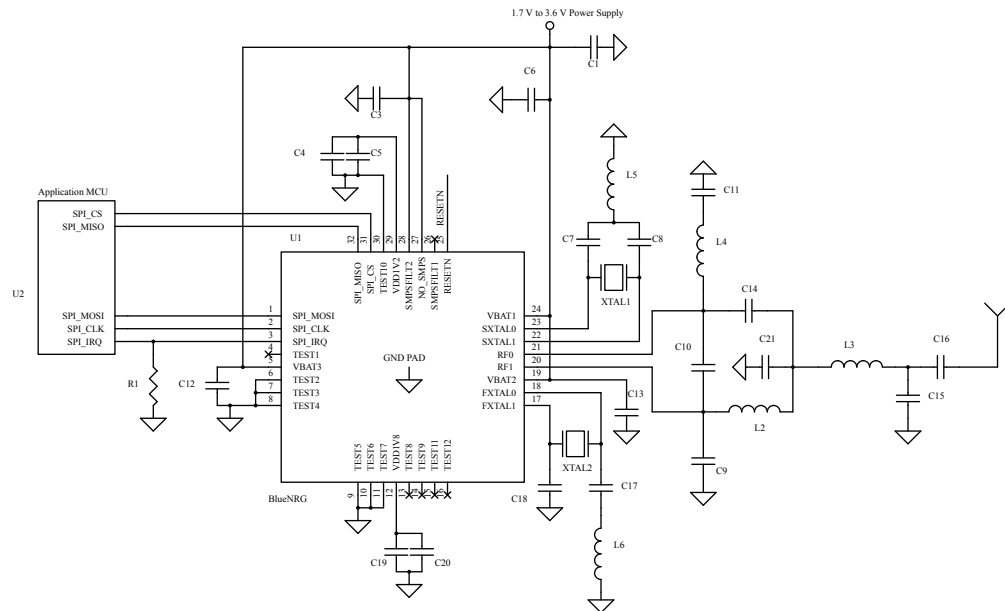 1.7 V to 3.6 V Power Supply
C1
C6
C3
C4
C5
L5
C11
RESETN
Application MCU
SPI_CS
SPI_MISO
C7
C8
L4
U1
32
31
30
29
28
27
26
25
SPI_MISO
SPI_CS
TEST10
VDD1V2
SMPSFILT2
NO_SMPS
SMPSFILT1
RESETN
XTAL1
C14
U2
SPI_MOSI
SPI_CLK
SPI_IRQ
1
2
3
4
5
6
7
8
SPI_MOSI
SPI_CLK
SPI_IRQ
TEST1
VBAT3
TEST2
TEST3
TEST4
GND PAD
VBAT1
SXTAL0
SXTAL1
RF0
RF1
VBAT2
FXTAL0
FXTAL1
24
23
22
21
20
19
18
17
C10
C21
L3
C16
R1
C12
C13
C15
L2
XTAL2
C9
TEST5
TEST6
TEST7
VDD1V8
TEST8
TEST9
TEST11
TEST12
9
10
11
12
13
14
15
16
BlueNRG
C18
C17
C19
C20
L6